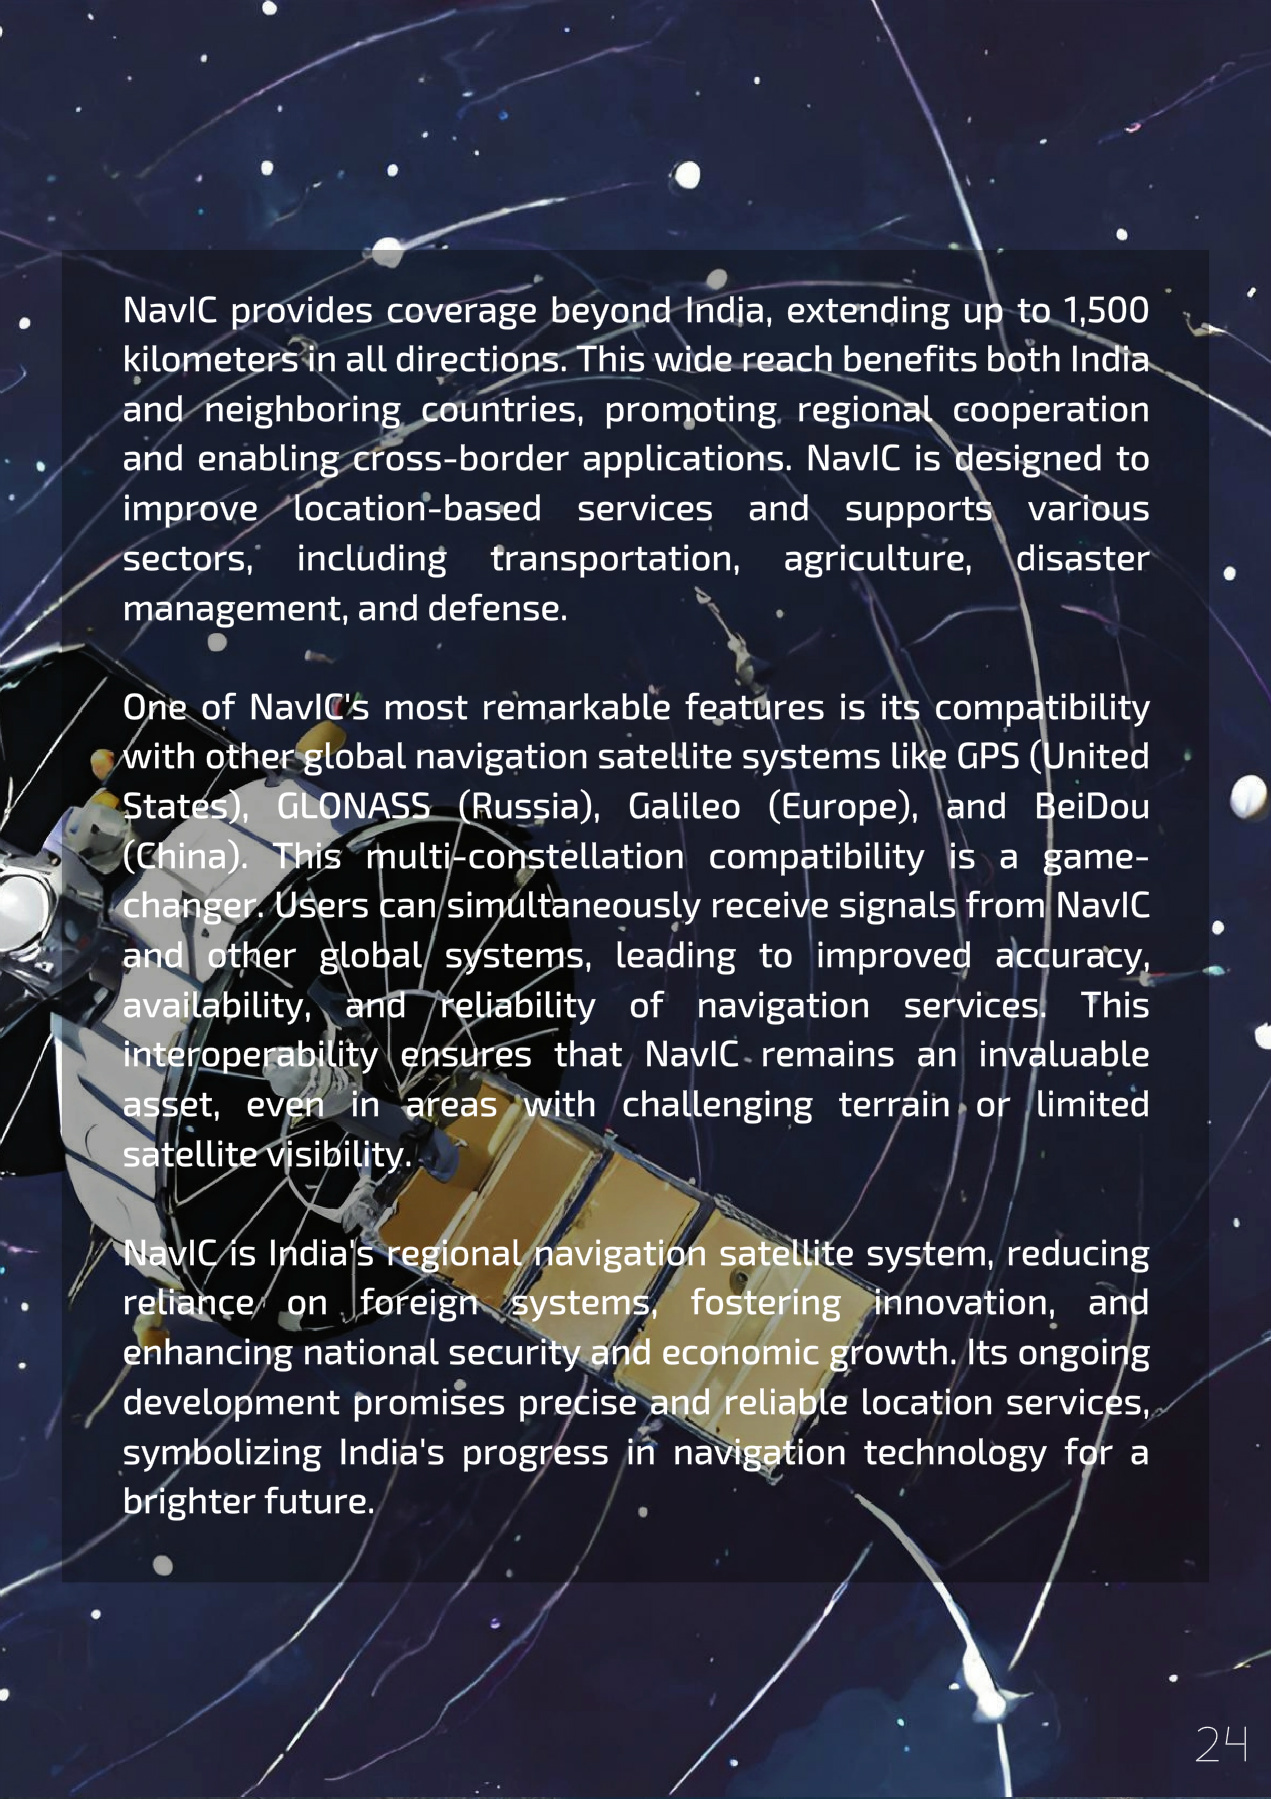 NavIC provides coverage beyond India, extending up to 1,500
kilometers in all directions. This wide reach benefits both India
and neighboring countries, promoting regional cooperation
and enabling cross-border applications. NavIC is designed to
improve location-based services and supports various
sectors, including transportation, agriculture, disaster
management, and defense.
One of NavIC's most remarkable features is its compatibility
with other global navigation satellite systems like GPS (United
States), GLONASS (Russia), Galileo (Europe), and BeiDou
(China). This multi-constellation compatibility is a game-
changer. Users can simultaneously receive signals from NavIC
and other global systems, leading to improved accuracy,
availability, and reliability of navigation services. This
interoperability ensures that NavIC remains an invaluable
asset, even in areas with challenging terrain or limited
satellite visibility.
NavIC is India's regional navigation satellite system, reducing
reliance on foreign systems, fostering innovation, and
enhancing national security and economic growth. Its ongoing
development promises precise and reliable location services,
symbolizing India's progress in navigation technology for a
brighter future.
24